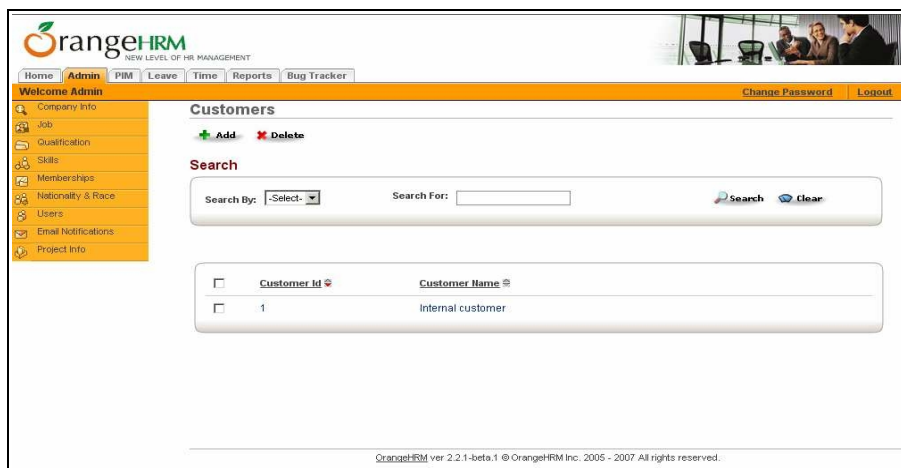 OrangeHRM
NEW LEVEL OF HR MANAGEMENT
Home Admin PIM Leave Time Reports Bug Tracker
Welcome Admin Change Password Logout
Company Info
Job
Qualification
Skills
Memberships
Nationality & Race
Users
Email Notifications
Project Info
Customers
Add Delete
Search
Search By: -Select- Search For: Search Clear
Customer Id Customer Name
1 Internal customer
OrangeHRM ver 2.2.1-beta.1 © OrangeHRM Inc. 2005 - 2007 All rights reserved.